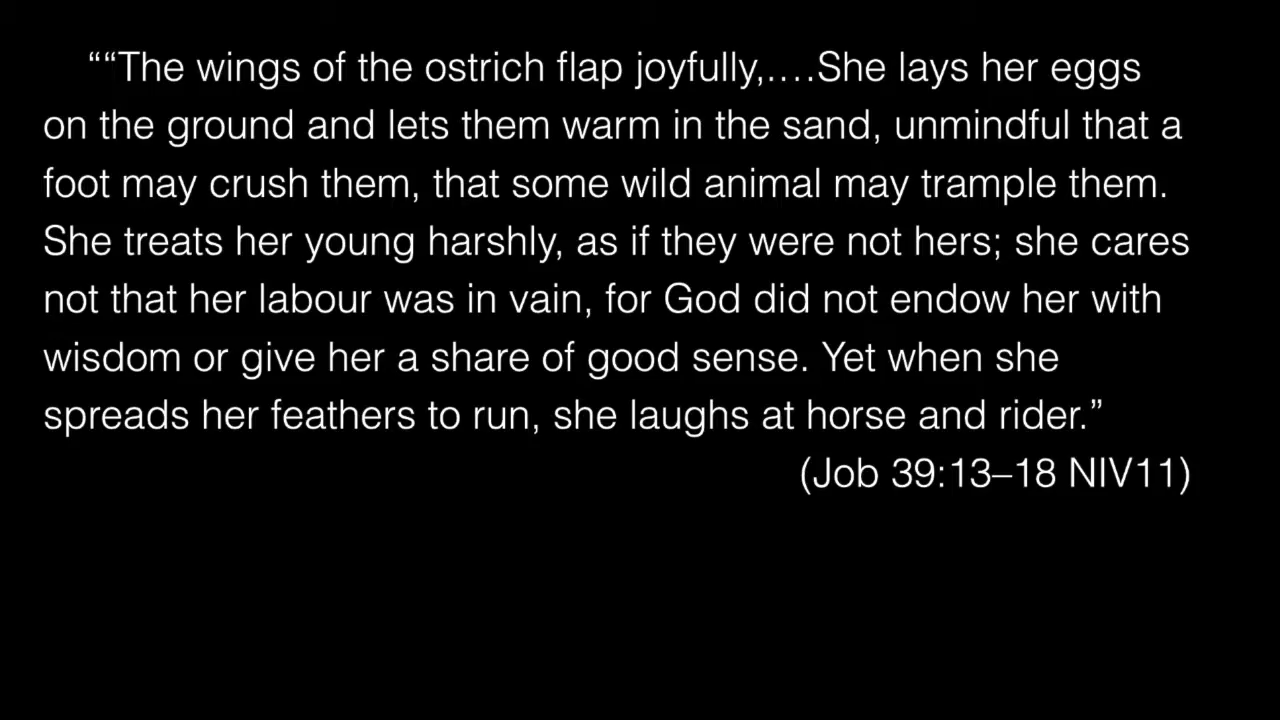 ““The wings of the ostrich flap joyfully,….She lays her eggs
on the ground and lets them warm in the sand, unmindful that a
foot may crush them, that some wild animal may trample them.
She treats her young harshly, as if they were not hers; she cares
not that her labour was in vain, for God did not endow her with
wisdom or give her a share of good sense. Yet when she
spreads her feathers to run, she laughs at horse and rider.”
(Job 39:13–18 NIV11)